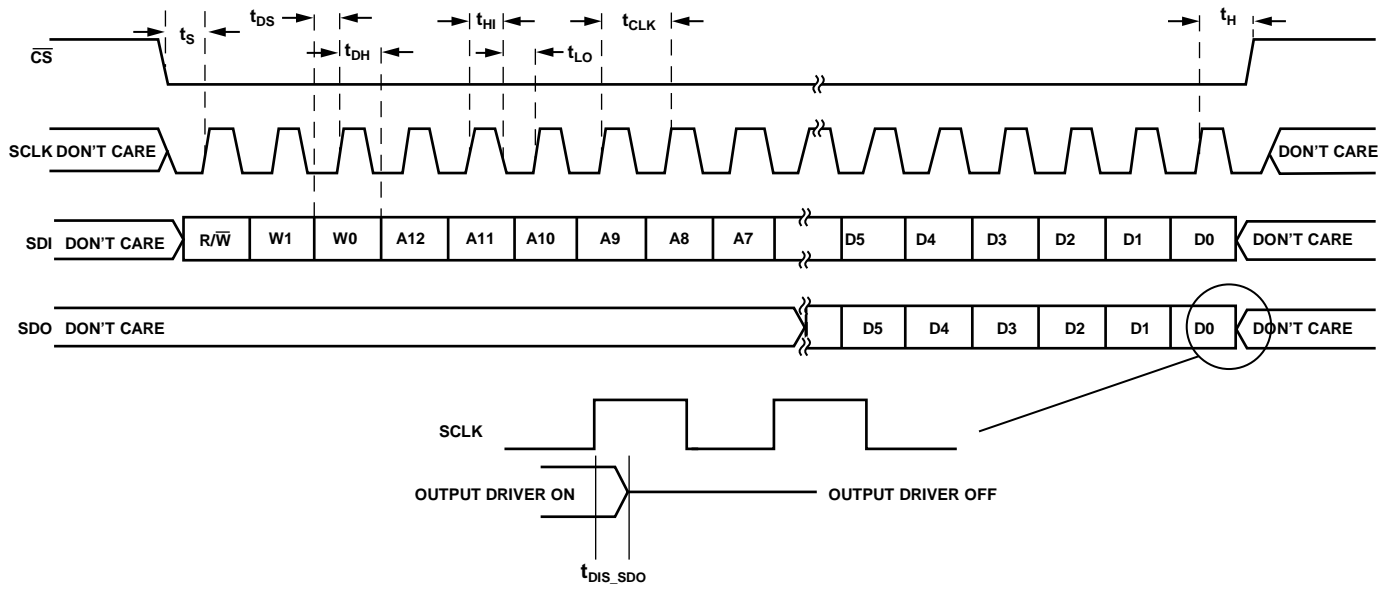 tS tDS tDH tHI tLO tCLK tH
C̅S̅
SCLK DON'T CARE DON'T CARE
SDI DON'T CARE R/W̅ W1 W0 A12 A11 A10 A9 A8 A7 D5 D4 D3 D2 D1 D0 DON'T CARE
SDO DON'T CARE D5 D4 D3 D2 D1 D0 DON'T CARE
SCLK
OUTPUT DRIVER ON OUTPUT DRIVER OFF
tDIS_SDO